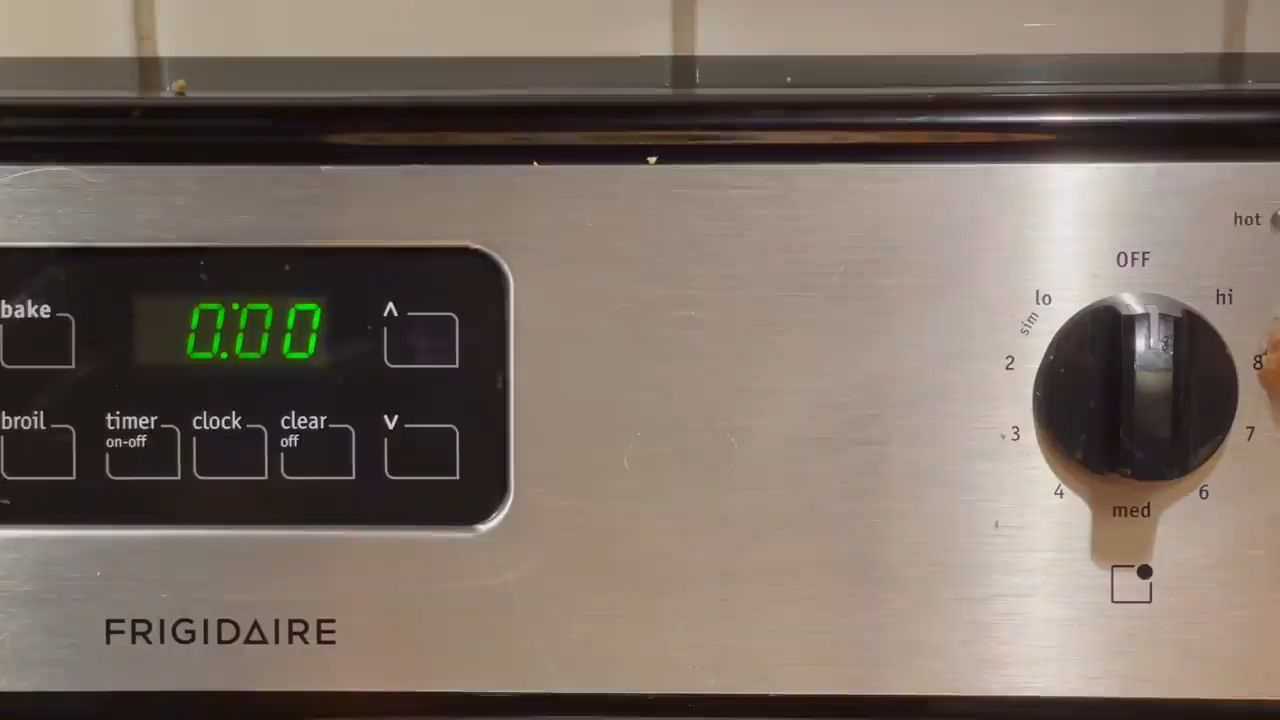 hot
OFF
lo
hi
sim
bake
0:00
^
2
8
broil
timer
on-off
clock
clear
off
v
3
7
4
6
med
FRIGIDAIRE